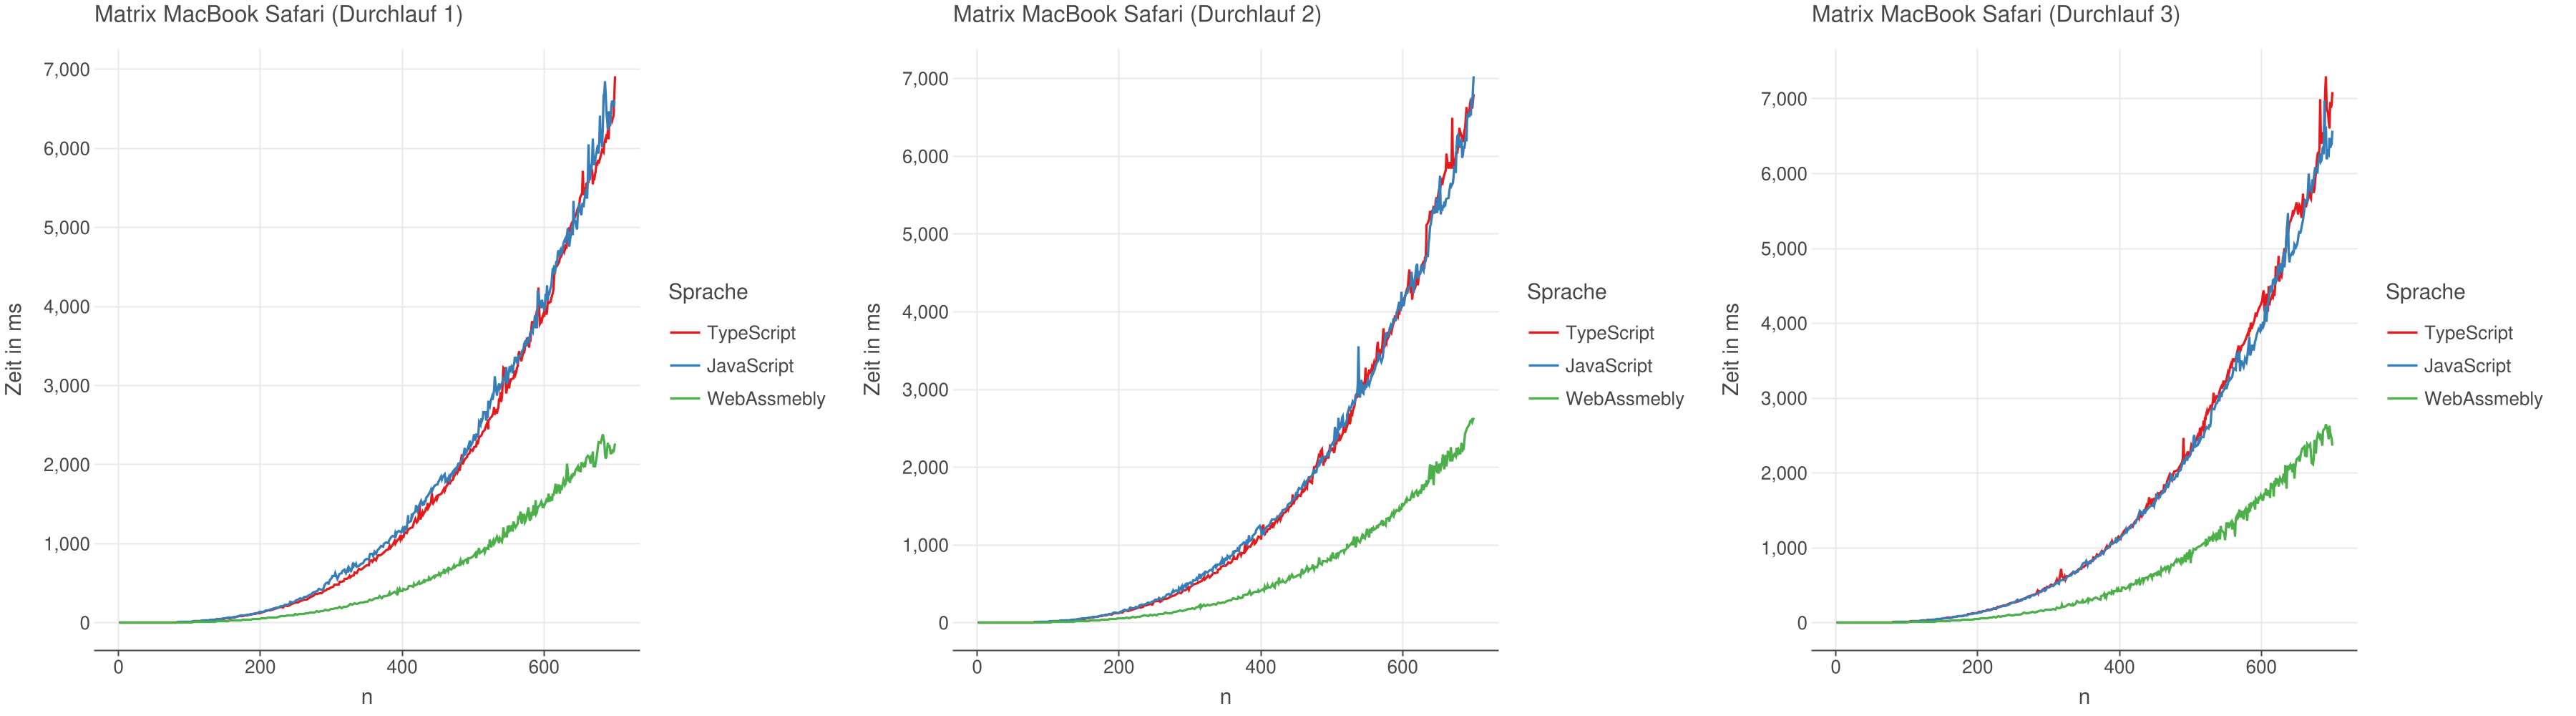 Matrix MacBook Safari (Durchlauf 1)
7,000
6,000
5,000
4,000
3,000
2,000
1,000
0
Zeit in ms
0 200 400 600
n
Sprache
TypeScript
JavaScript
WebAssmebly
Matrix MacBook Safari (Durchlauf 2)
7,000
6,000
5,000
4,000
3,000
2,000
1,000
0
Zeit in ms
0 200 400 600
n
Sprache
TypeScript
JavaScript
WebAssmebly
Matrix MacBook Safari (Durchlauf 3)
7,000
6,000
5,000
4,000
3,000
2,000
1,000
0
Zeit in ms
0 200 400 600
n
Sprache
TypeScript
JavaScript
WebAssmebly